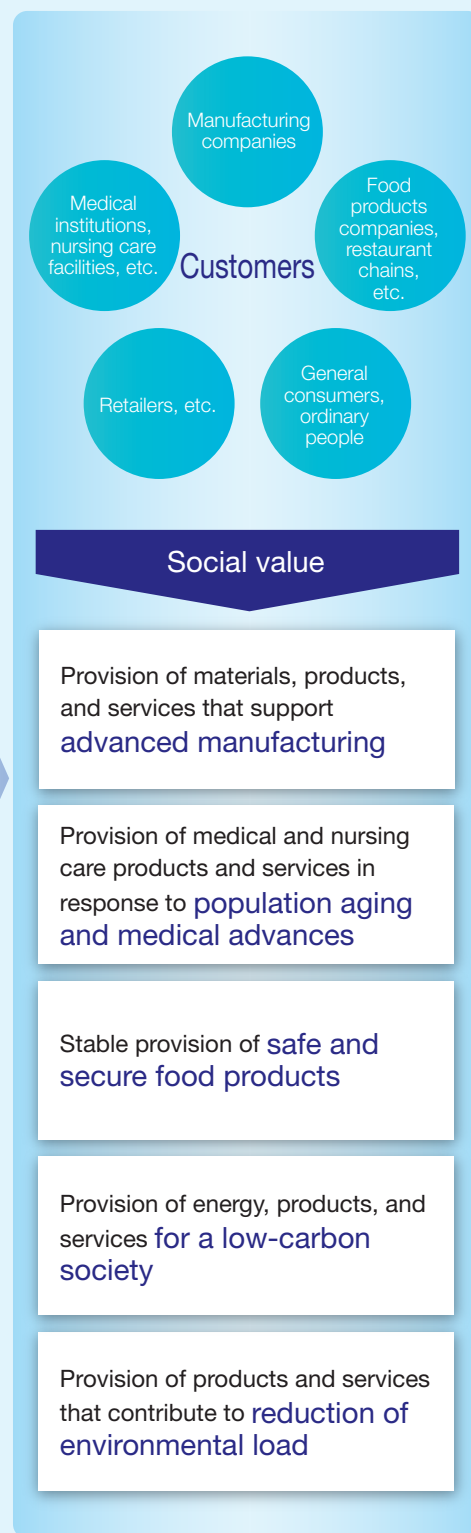 Manufacturing
companies
Medical
institutions,
nursing care
facilities, etc.
Customers
Food
products
companies,
restaurant
chains,
etc.
Retailers, etc.
General
consumers,
ordinary
people
Social value
Provision of materials, products,
and services that support
advanced manufacturing
Provision of medical and nursing
care products and services in
response to population aging
and medical advances
Stable provision of safe and
secure food products
Provision of energy, products, and
services for a low-carbon
society
Provision of products and services
that contribute to reduction of
environmental load